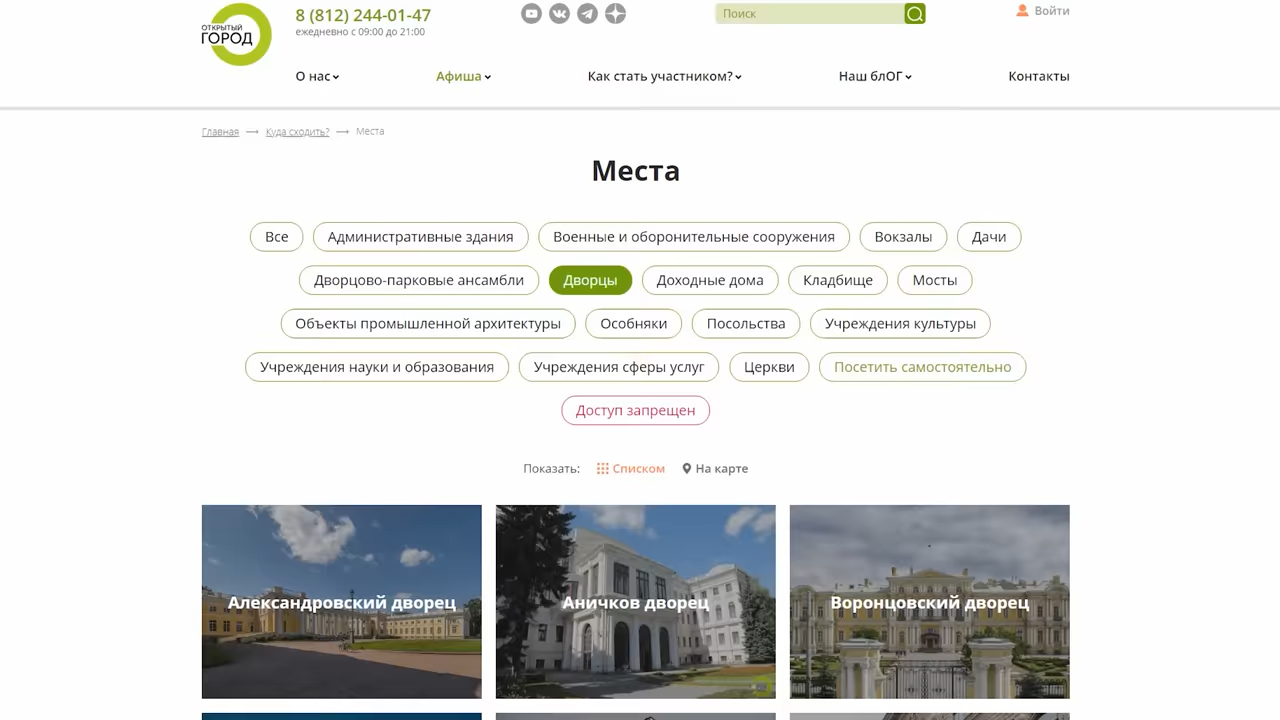 ОТКРЫТЫЙ
ГОРОД
8 (812) 244-01-47
ежедневно с 09:00 до 21:00
Поиск
Войти
О нас
Афиша
Как стать участником?
Наш блОГ
Контакты
Главная → Куда сходить? → Места
Места
Все
Административные здания
Военные и оборонительные сооружения
Вокзалы
Дачи
Дворцово-парковые ансамбли
Дворцы
Доходные дома
Кладбище
Мосты
Объекты промышленной архитектуры
Особняки
Посольства
Учреждения культуры
Учреждения науки и образования
Учреждения сферы услуг
Церкви
Посетить самостоятельно
Доступ запрещен
Показать: Списком На карте
Александровский дворец
Аничков дворец
Воронцовский дворец